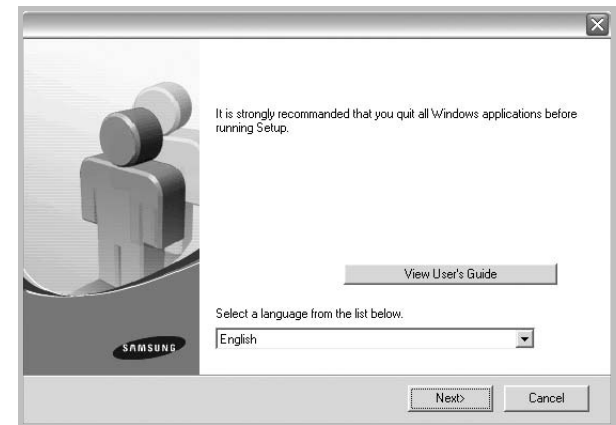 It is strongly recommanded that you quit all Windows applications before
running Setup.
View User's Guide
Select a language from the list below.
English
SAMSUNG
Next>
Cancel